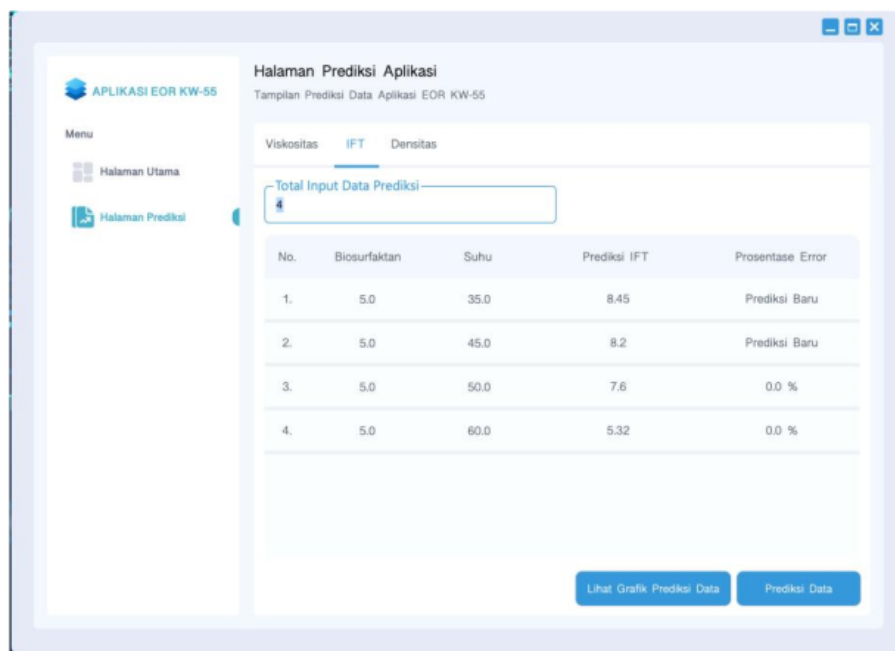 APLIKASI EOR KW-55
Menu
Halaman Utama
Halaman Prediksi
Halaman Prediksi Aplikasi
Tampilan Prediksi Data Aplikasi EOR KW-55
Viskositas IFT Densitas
Total Input Data Prediksi
4
No. Biosurfaktan Suhu Prediksi IFT Prosentase Error
1. 5.0 35.0 8.45 Prediksi Baru
2. 5.0 45.0 8.2 Prediksi Baru
3. 5.0 50.0 7.6 0.0 %
4. 5.0 60.0 5.32 0.0 %
Lihat Grafik Prediksi Data Prediksi Data